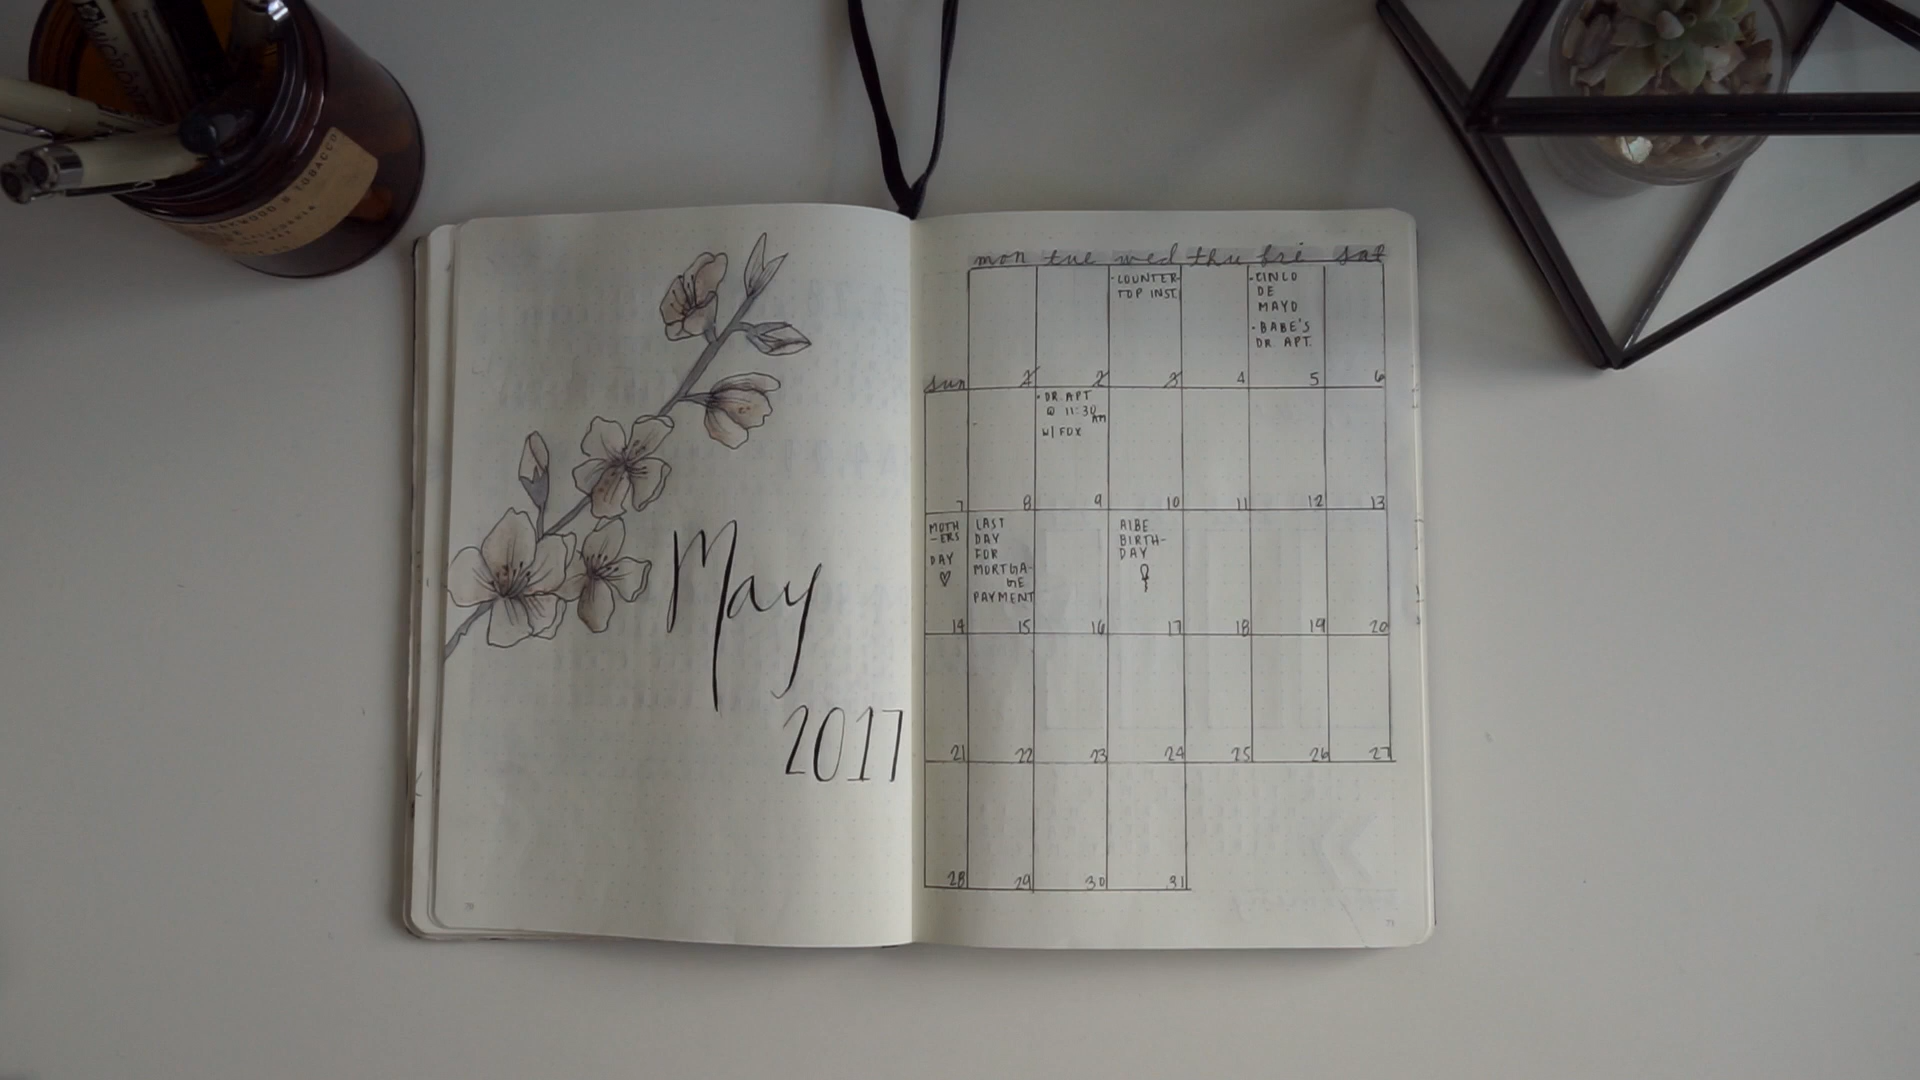 MICRON
& TOBACCO
CALIFORNIA
May
2017
mon tue wed thu fri sat
sun
- COUNTER-
TOP INST.
- CINCO
DE
MAYO
- BABE'S
DR. APT.
1 2 3 4 5 6
- DR. APT
@ 11:30
AM
W/ FOX
7 8 9 10 11 12 13
MOTH
-ERS
DAY
LAST
DAY
FOR
MORTGA-
GE
PAYMENT
BIRTH-
DAY
14 15 16 17 18 19 20
21 22 23 24 25 26 27
28 29 30 31